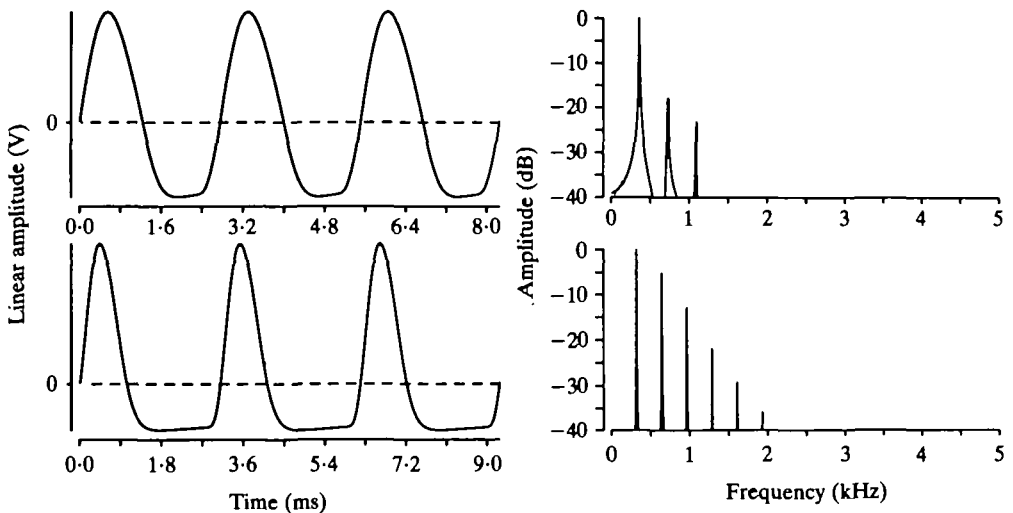 Linear amplitude (V)
0
0·0 1·6 3·2 4·8 6·4 8·0
0
0·0 1·8 3·6 5·4 7·2 9·0
Time (ms)
Amplitude (dB)
0
−10
−20
−30
−40
0 1 2 3 4 5
0
−10
−20
−30
−40
0 1 2 3 4 5
Frequency (kHz)